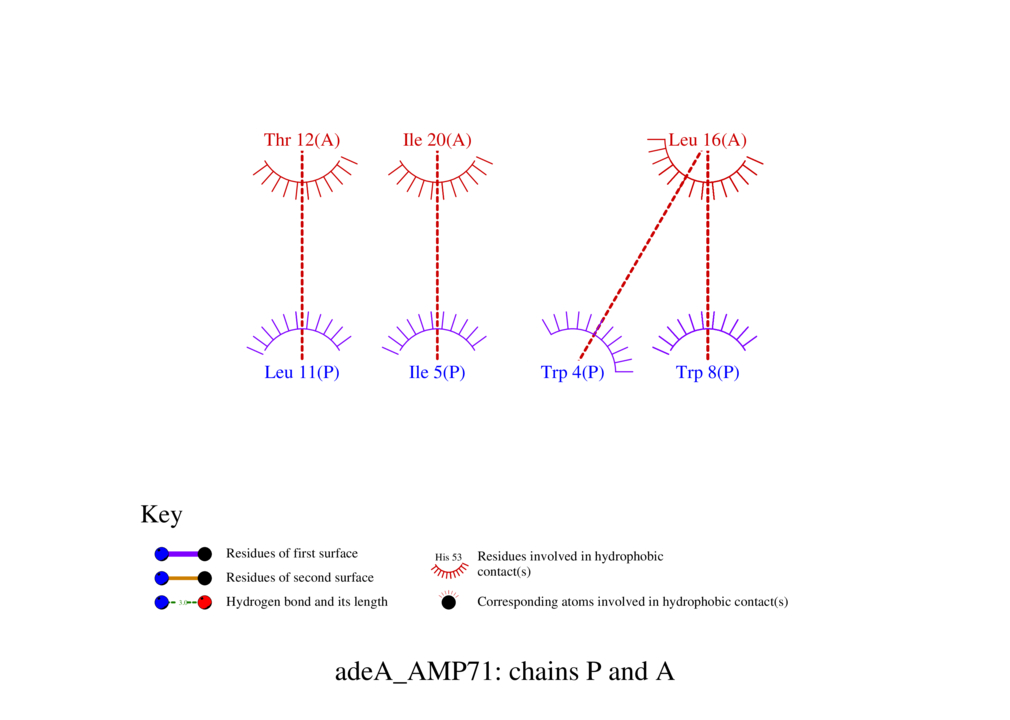 Thr 12(A)
Ile 20(A)
Leu 16(A)
Leu 11(P)
Ile 5(P)
Trp 4(P)
Trp 8(P)
Key
Residues of first surface
Residues of second surface
3.0
Hydrogen bond and its length
His 53
Residues involved in hydrophobic
contact(s)
Corresponding atoms involved in hydrophobic contact(s)
adeA_AMP71: chains P and A